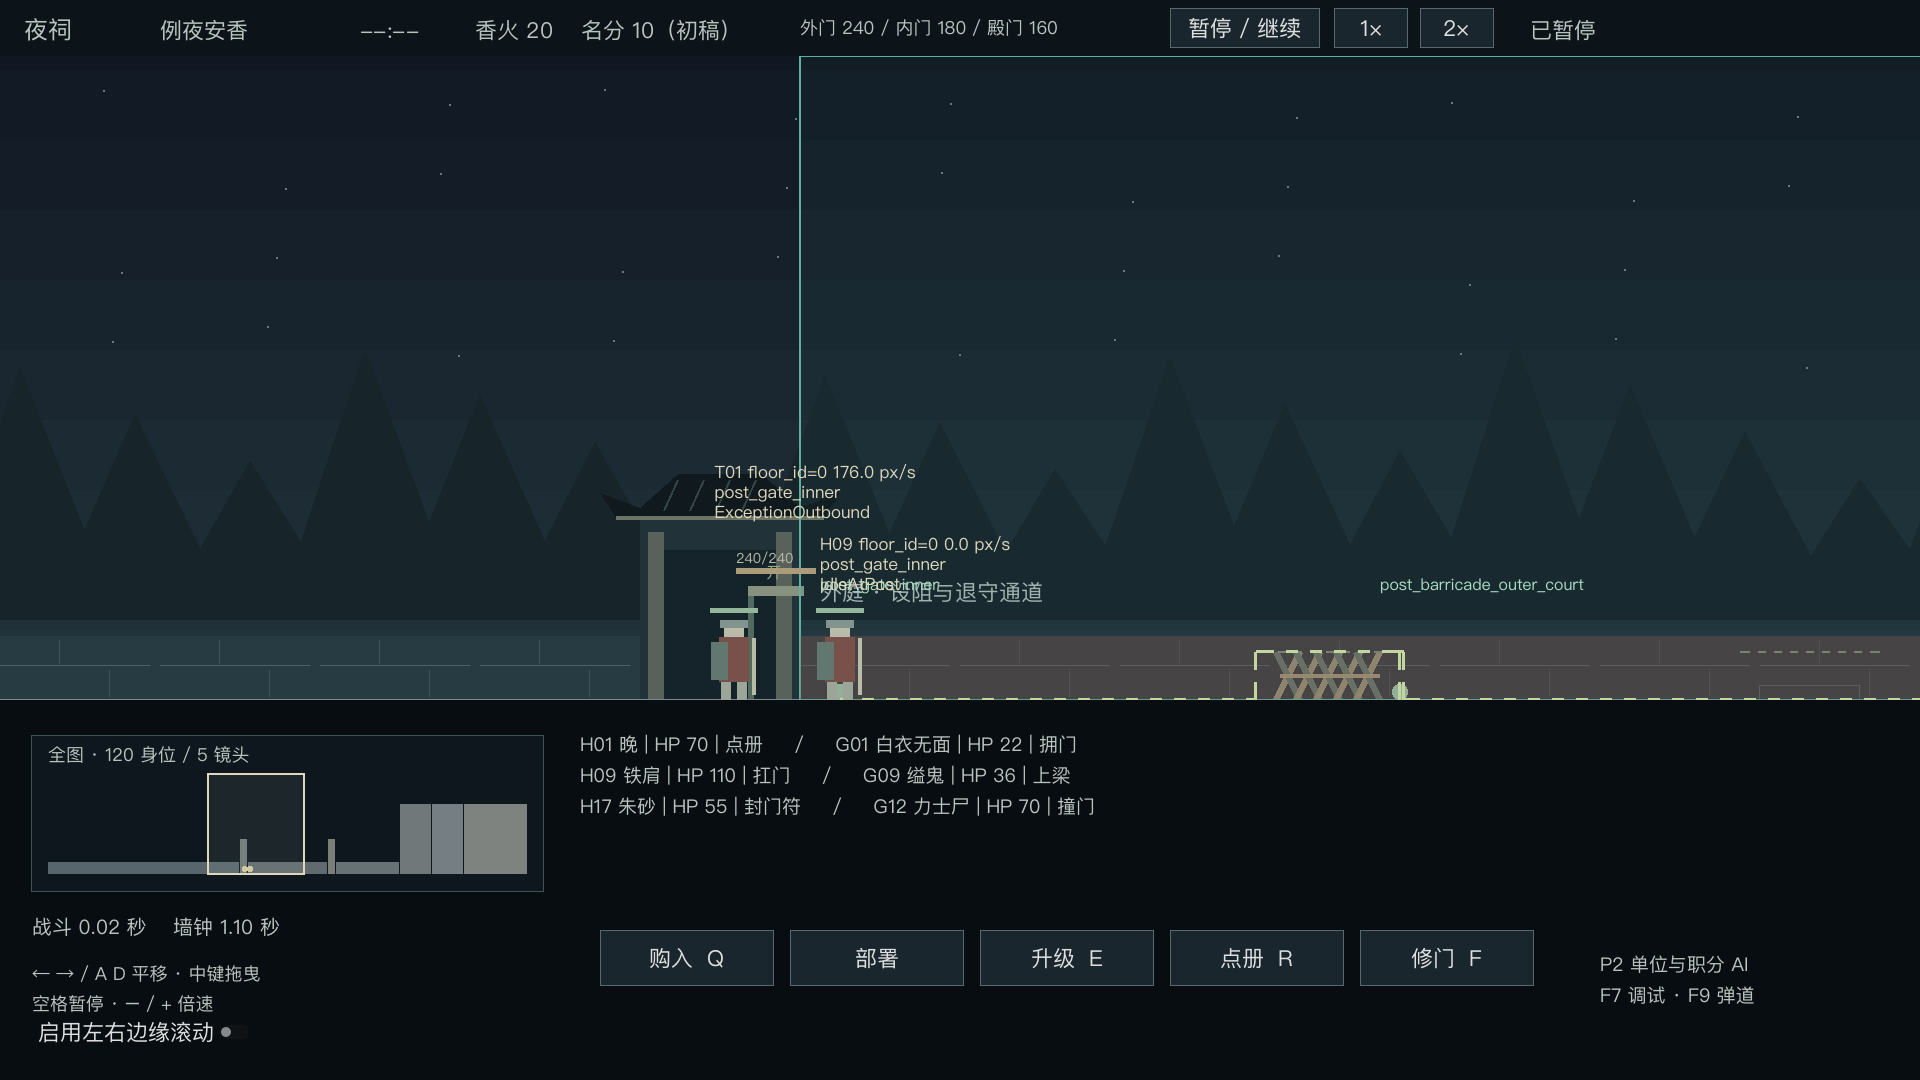 夜祠
例夜安香
--:--
香火 20
名分 10（初稿）
外门 240 / 内门 180 / 殿门 160
暂停 / 继续
1×
2×
已暂停
T01 floor_id=0 176.0 px/s
post_gate_inner
ExceptionOutbound
H09 floor_id=0 0.0 px/s
post_gate_inner
IdleAtPost
240/240
开
外庭 · 设阻与退守通道
post_barricade_outer_court
全图 · 120 身位 / 5 镜头
H01 晚 | HP 70 | 点册 / G01 白衣无面 | HP 22 | 拥门
H09 铁肩 | HP 110 | 扛门 / G09 缢鬼 | HP 36 | 上梁
H17 朱砂 | HP 55 | 封门符 / G12 力士尸 | HP 70 | 撞门
战斗 0.02 秒 墙钟 1.10 秒
←→ / A D 平移 · 中键拖曳
空格暂停 · — / + 倍速
启用左右边缘滚动
购入 Q
部署
升级 E
点册 R
修门 F
P2 单位与职分 AI
F7 调试 · F9 弹道